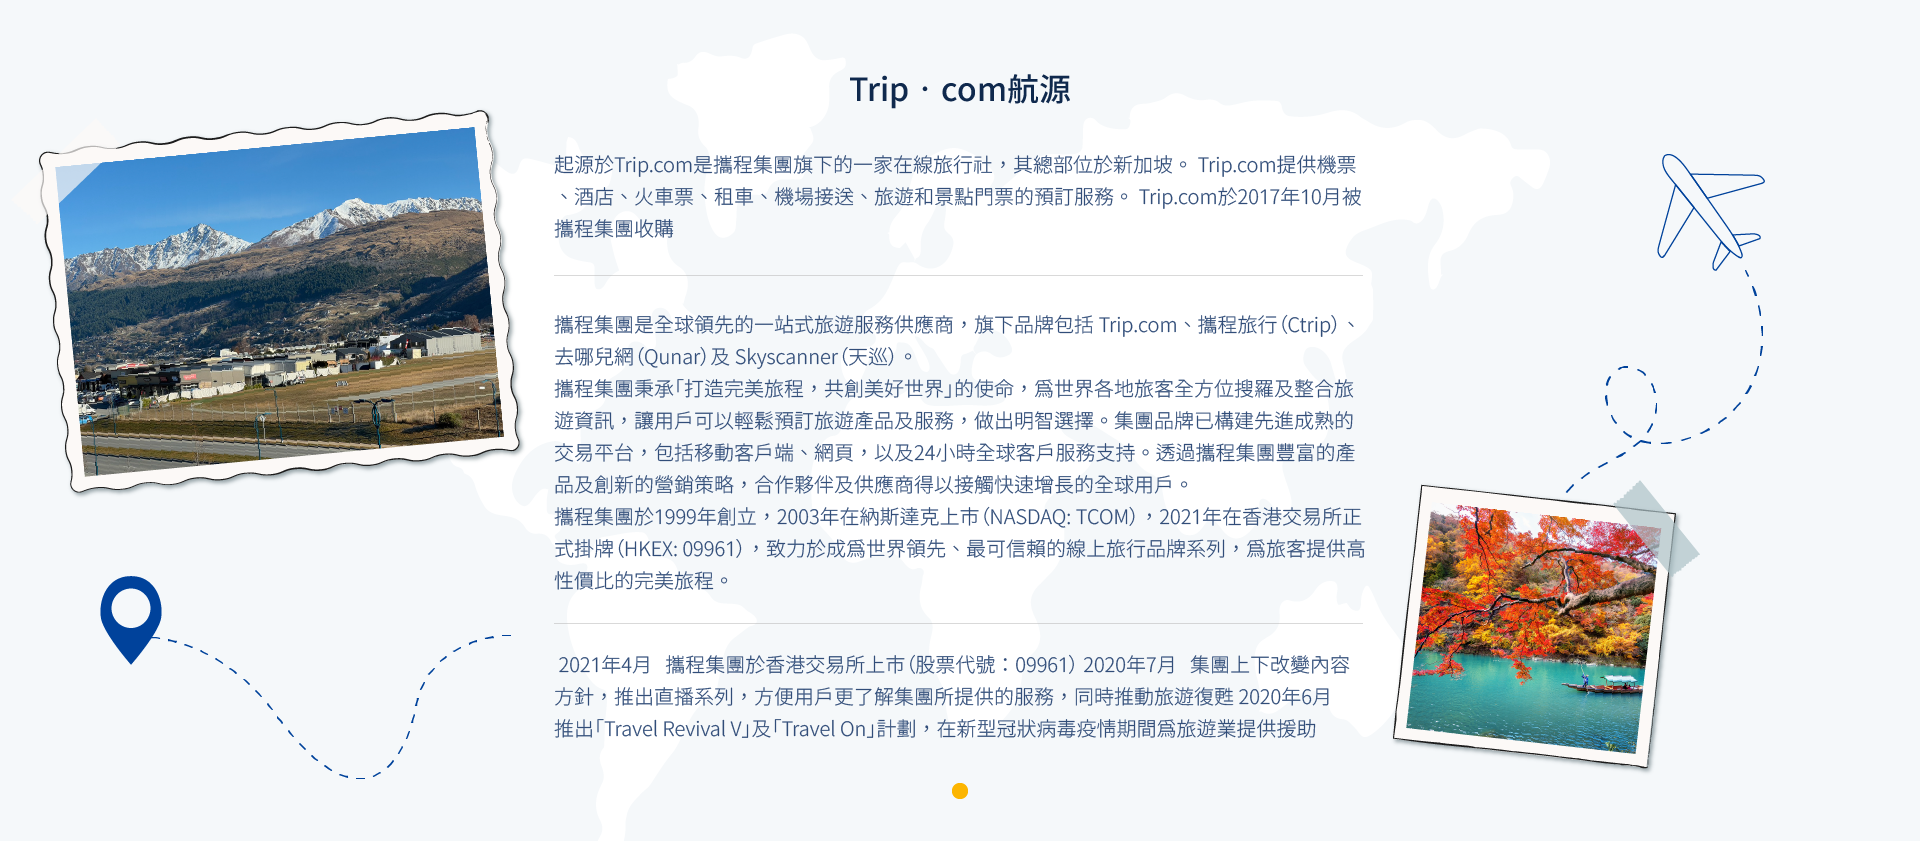 Trip · com航源
起源於Trip.com是攜程集團旗下的一家在線旅行社，其總部位於新加坡。 Trip.com提供機票
、酒店、火車票、租車、機場接送、旅遊和景點門票的預訂服務。 Trip.com於2017年10月被
攜程集團收購
攜程集團是全球領先的一站式旅遊服務供應商，旗下品牌包括 Trip.com、攜程旅行（Ctrip）、
去哪兒網（Qunar）及 Skyscanner（天巡）。
攜程集團秉承「打造完美旅程，共創美好世界」的使命，爲世界各地旅客全方位搜羅及整合旅
遊資訊，讓用戶可以輕鬆預訂旅遊產品及服務，做出明智選擇。集團品牌已構建先進成熟的
交易平台，包括移動客戶端、網頁，以及24小時全球客戶服務支持。透過攜程集團豐富的產
品及創新的營銷策略，合作夥伴及供應商得以接觸快速增長的全球用戶。
攜程集團於1999年創立，2003年在納斯達克上市（NASDAQ: TCOM），2021年在香港交易所正
式掛牌（HKEX: 09961），致力於成爲世界領先、最可信賴的線上旅行品牌系列，爲旅客提供高
性價比的完美旅程。
2021年4月 攜程集團於香港交易所上市（股票代號：09961） 2020年7月 集團上下改變內容
方針，推出直播系列，方便用戶更了解集團所提供的服務，同時推動旅遊復甦 2020年6月
推出「Travel Revival V」及「Travel On」計劃，在新型冠狀病毒疫情期間爲旅遊業提供援助